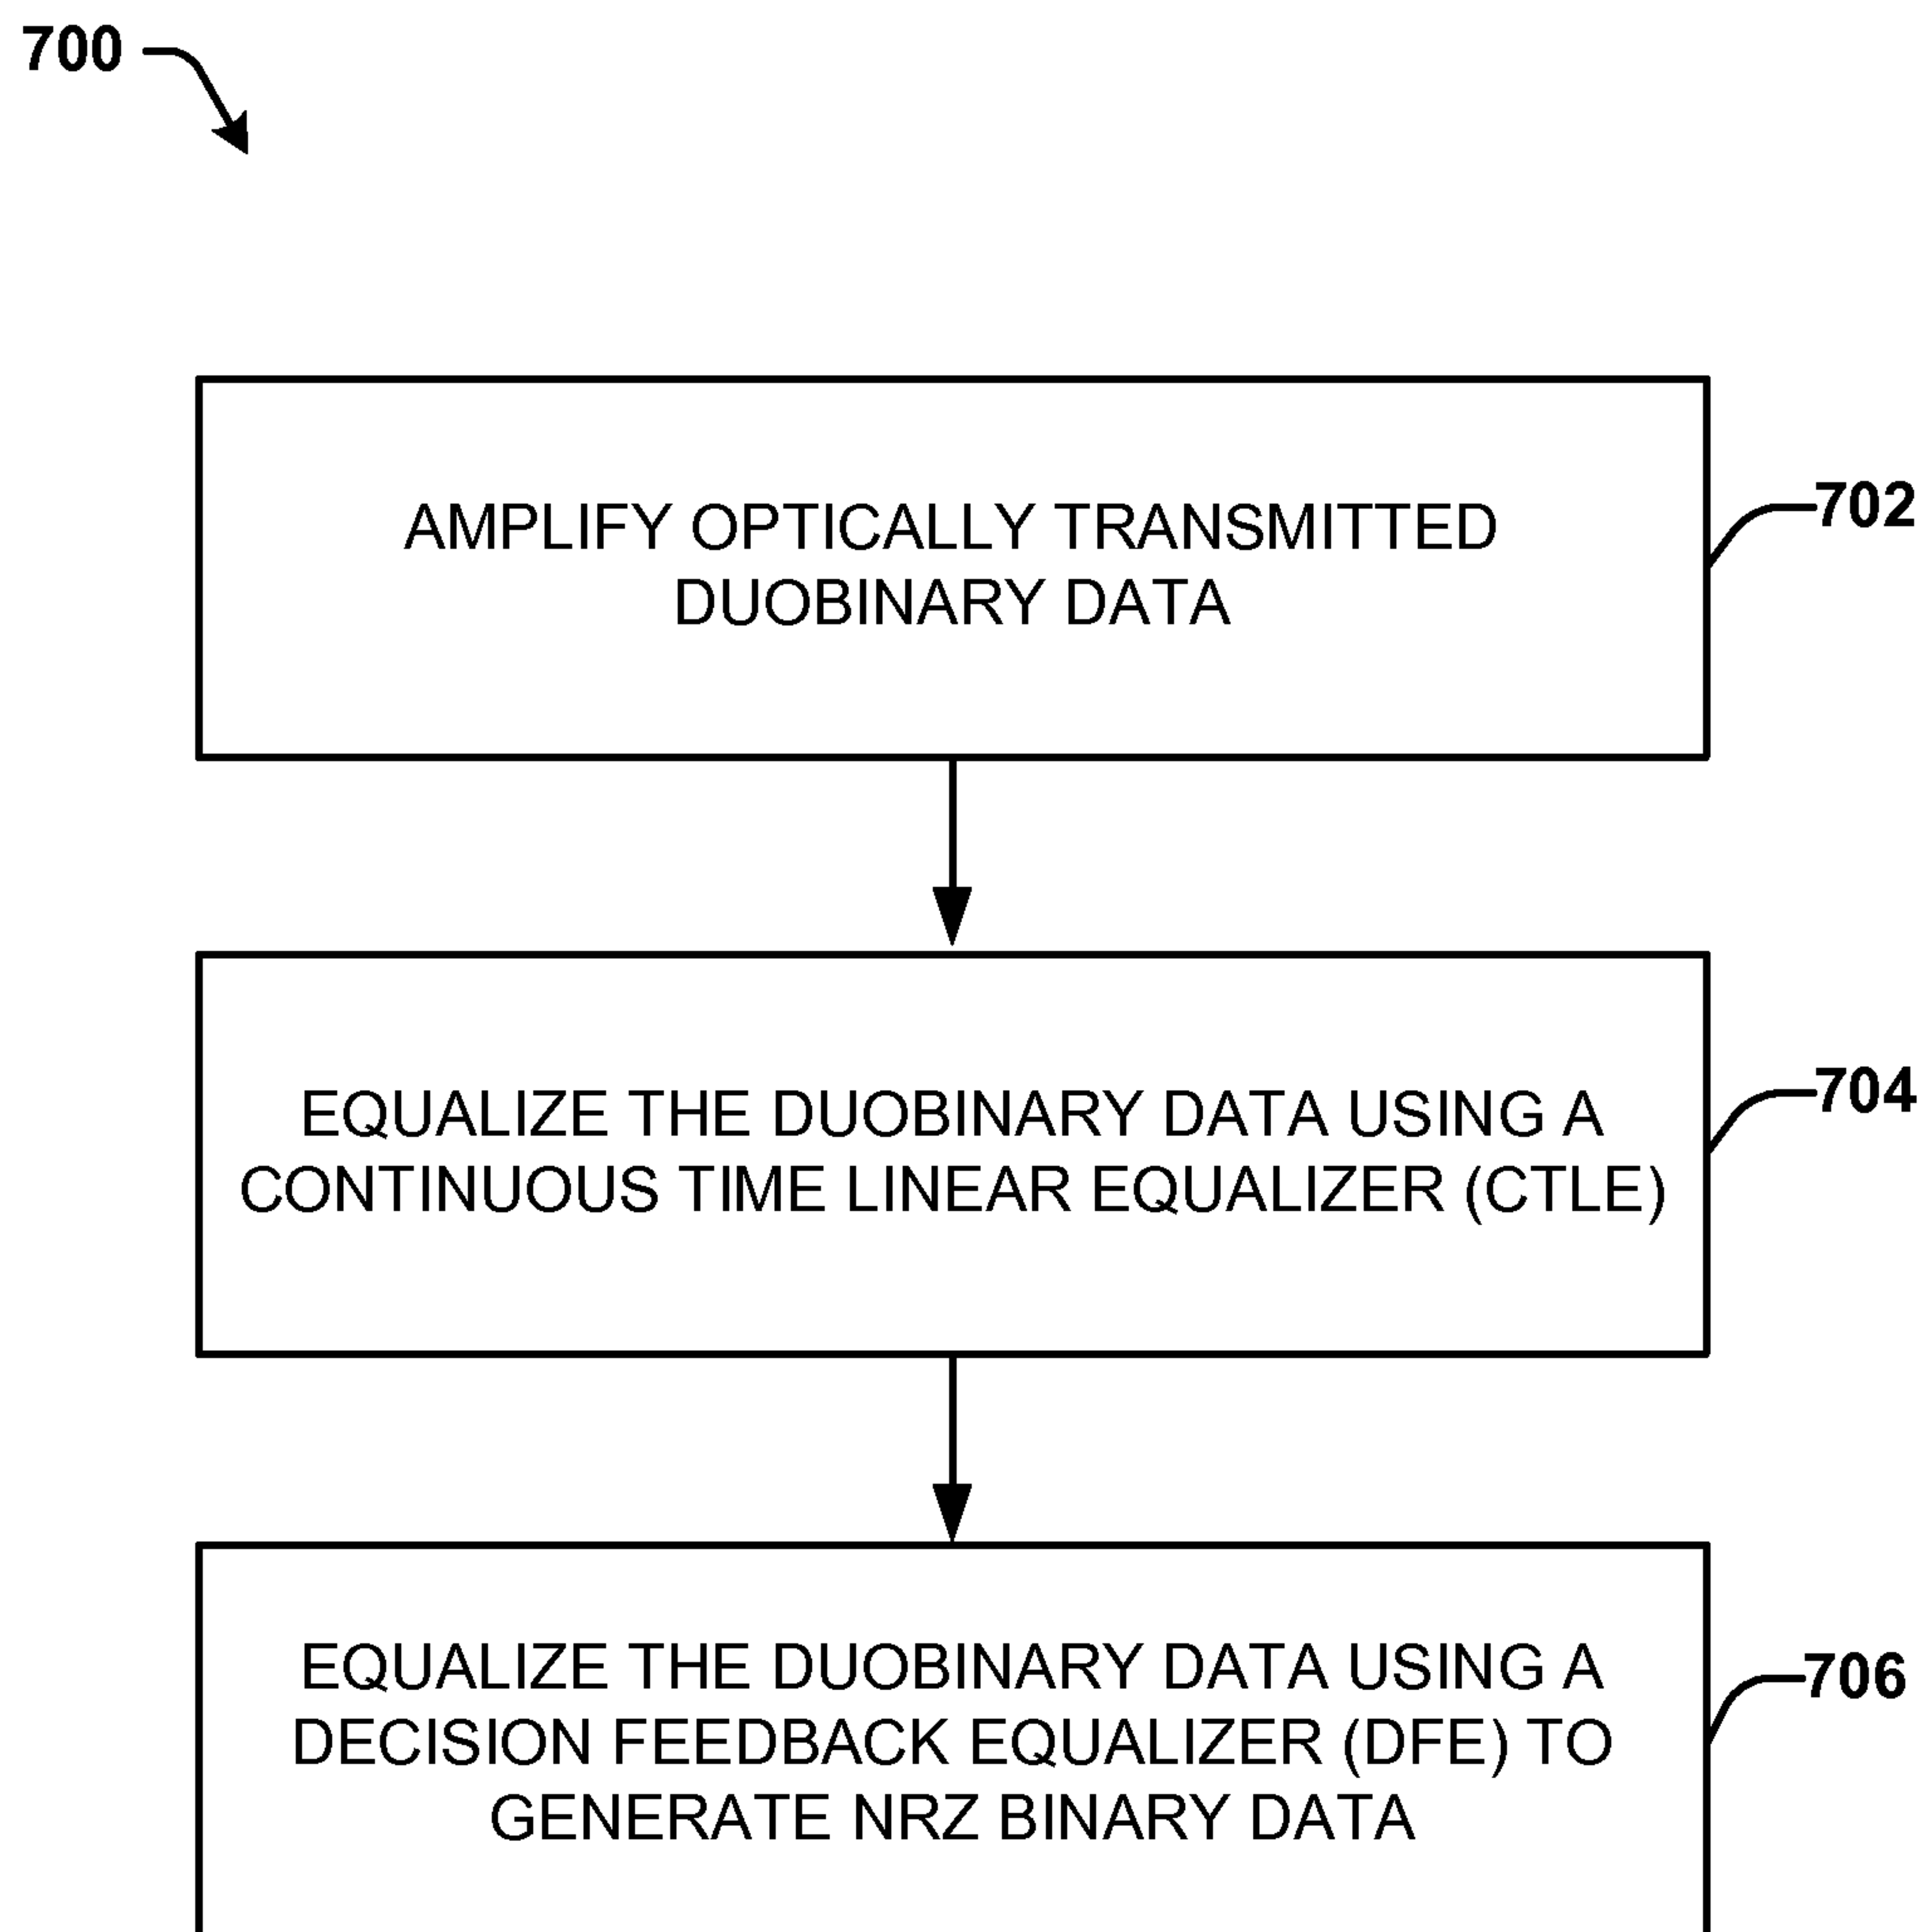 700
AMPLIFY OPTICALLY TRANSMITTED
DUOBINARY DATA
702
EQUALIZE THE DUOBINARY DATA USING A
CONTINUOUS TIME LINEAR EQUALIZER (CTLE)
704
EQUALIZE THE DUOBINARY DATA USING A
DECISION FEEDBACK EQUALIZER (DFE) TO
GENERATE NRZ BINARY DATA
706